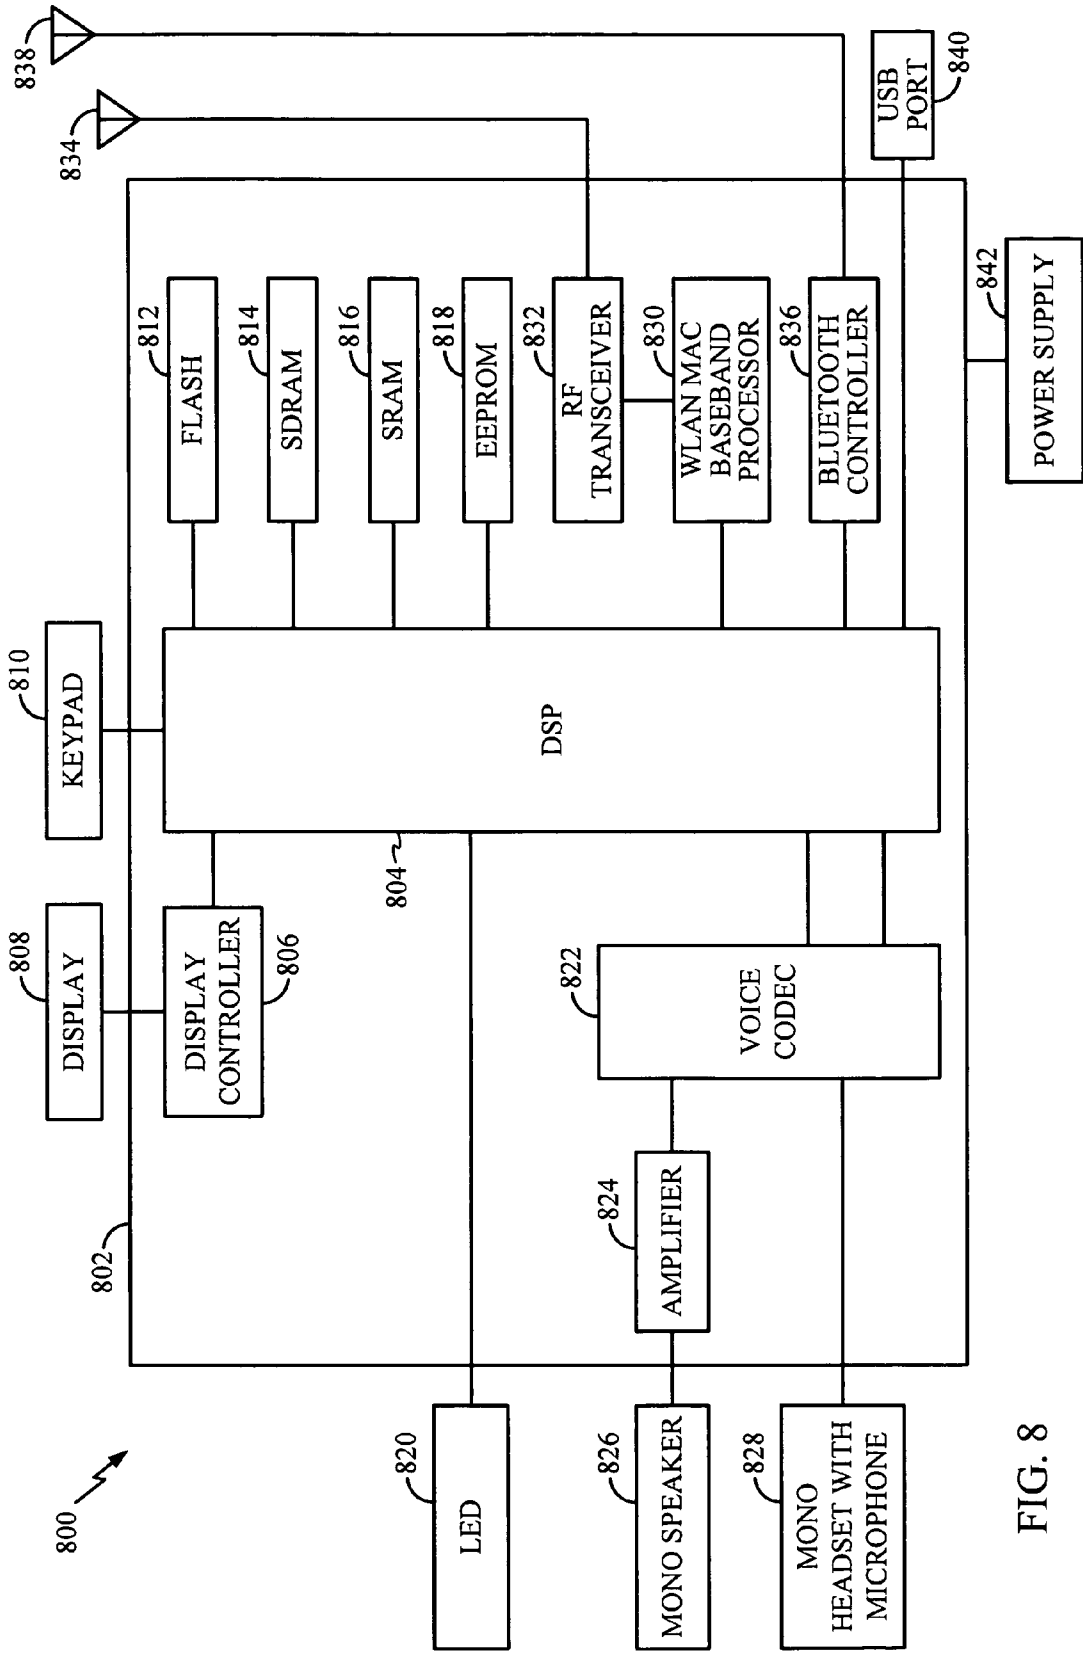 800
802
DISPLAY
808
KEYPAD
810
838
834
DISPLAY
CONTROLLER
806
804
DSP
FLASH
812
SDRAM
814
SRAM
816
EEPROM
818
RF
TRANSCEIVER
832
WLAN MAC
BASEBAND
PROCESSOR
830
BLUETOOTH
CONTROLLER
836
USB
PORT
840
LED
820
MONO SPEAKER
826
AMPLIFIER
824
VOICE
CODEC
822
MONO
HEADSET WITH
MICROPHONE
828
POWER SUPPLY
842
FIG. 8